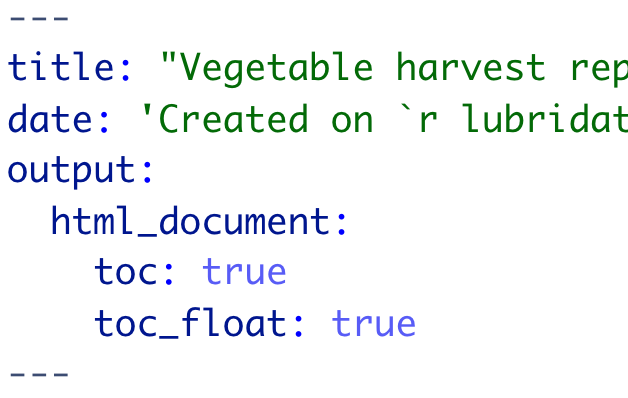 ---
title: "Vegetable harvest rep
date: 'Created on `r lubridat
output:
  html_document:
    toc: true
    toc_float: true
---